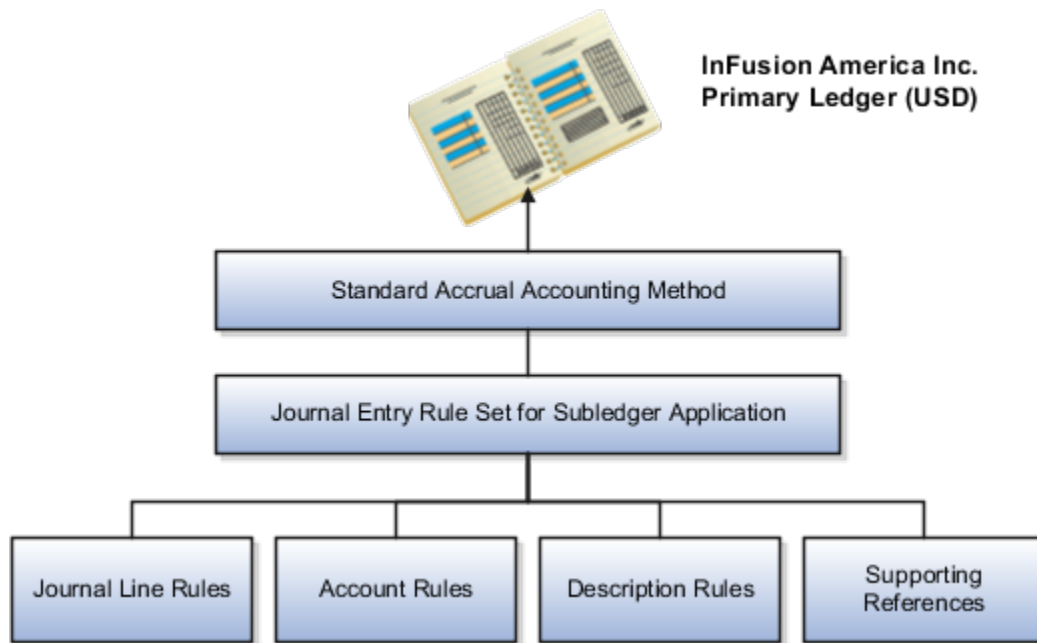 InFusion America Inc.
Primary Ledger (USD)
Standard Accrual Accounting Method
Journal Entry Rule Set for Subledger Application
Journal Line Rules
Account Rules
Description Rules
Supporting
References